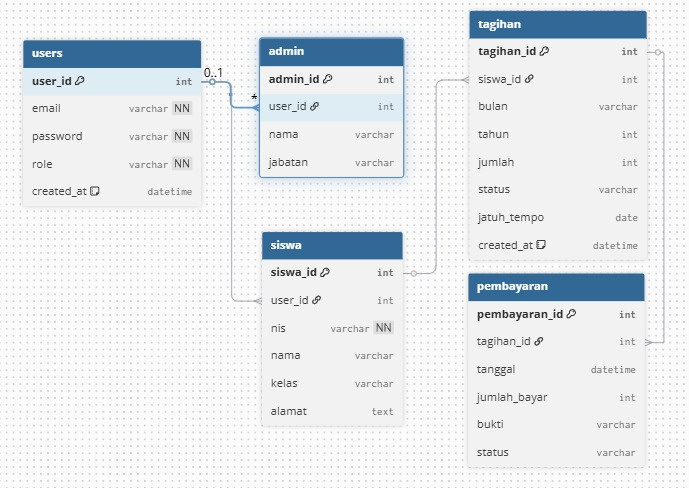 users
user_id int
email varchar NN
password varchar NN
role varchar NN
created_at datetime
0..1
*
admin
admin_id int
user_id int
nama varchar
jabatan varchar
siswa
siswa_id int
user_id int
nis varchar NN
nama varchar
kelas varchar
alamat text
tagihan
tagihan_id int
siswa_id int
bulan varchar
tahun int
jumlah int
status varchar
jatuh_tempo date
created_at datetime
pembayaran
pembayaran_id int
tagihan_id int
tanggal datetime
jumlah_bayar int
bukti varchar
status varchar